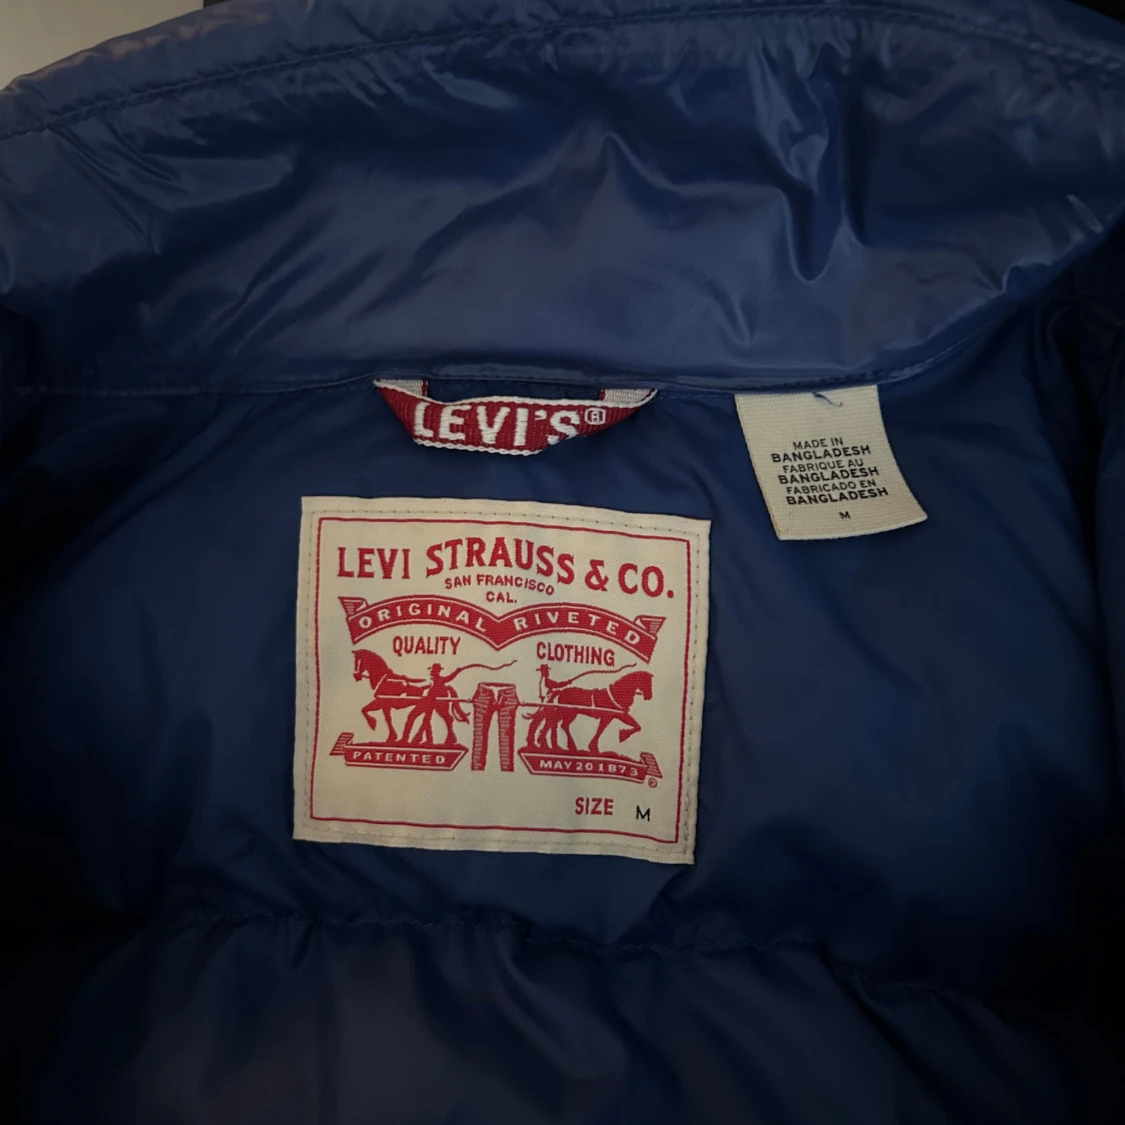 LEVI'S®
MADE IN
BANGLADESH
FABRIQUE AU
BANGLADESH
FABRICADO EN
BANGLADESH
M
LEVI STRAUSS & CO.
SAN FRANCISCO
CAL.
ORIGINAL RIVETED
QUALITY CLOTHING
PATENTED MAY 20 1873
®
SIZE M